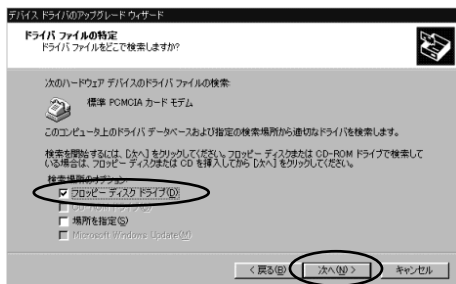 デバイス ドライバのアップグレード ウィザード
ドライバ ファイルの特定
ドライバ ファイルをどこで検索しますか?
次のハードウェア デバイスのドライバ ファイルの検索:
標準 PCMCIA カード モデム
このコンピュータ上のドライバ データベースおよび指定の検索場所から適切なドライバを検索します。
検索を開始するには、[次へ] をクリックしてください。フロッピー ディスクまたは CD-ROM ドライブで検索して
いる場合は、フロッピー ディスクまたは CD を挿入してから [次へ] をクリックしてください。
検索場所のオプション:
フロッピー ディスク ドライブ(D)
場所を指定(S)
Microsoft Windows Update(M)
< 戻る(B)
次へ(N) >
キャンセル